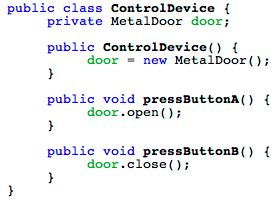 public class ControlDevice {
    private MetalDoor door;

    public ControlDevice() {
        door = new MetalDoor();
    }

    public void pressButtonA() {
        door.open();
    }

    public void pressButtonB() {
        door.close();
    }
}